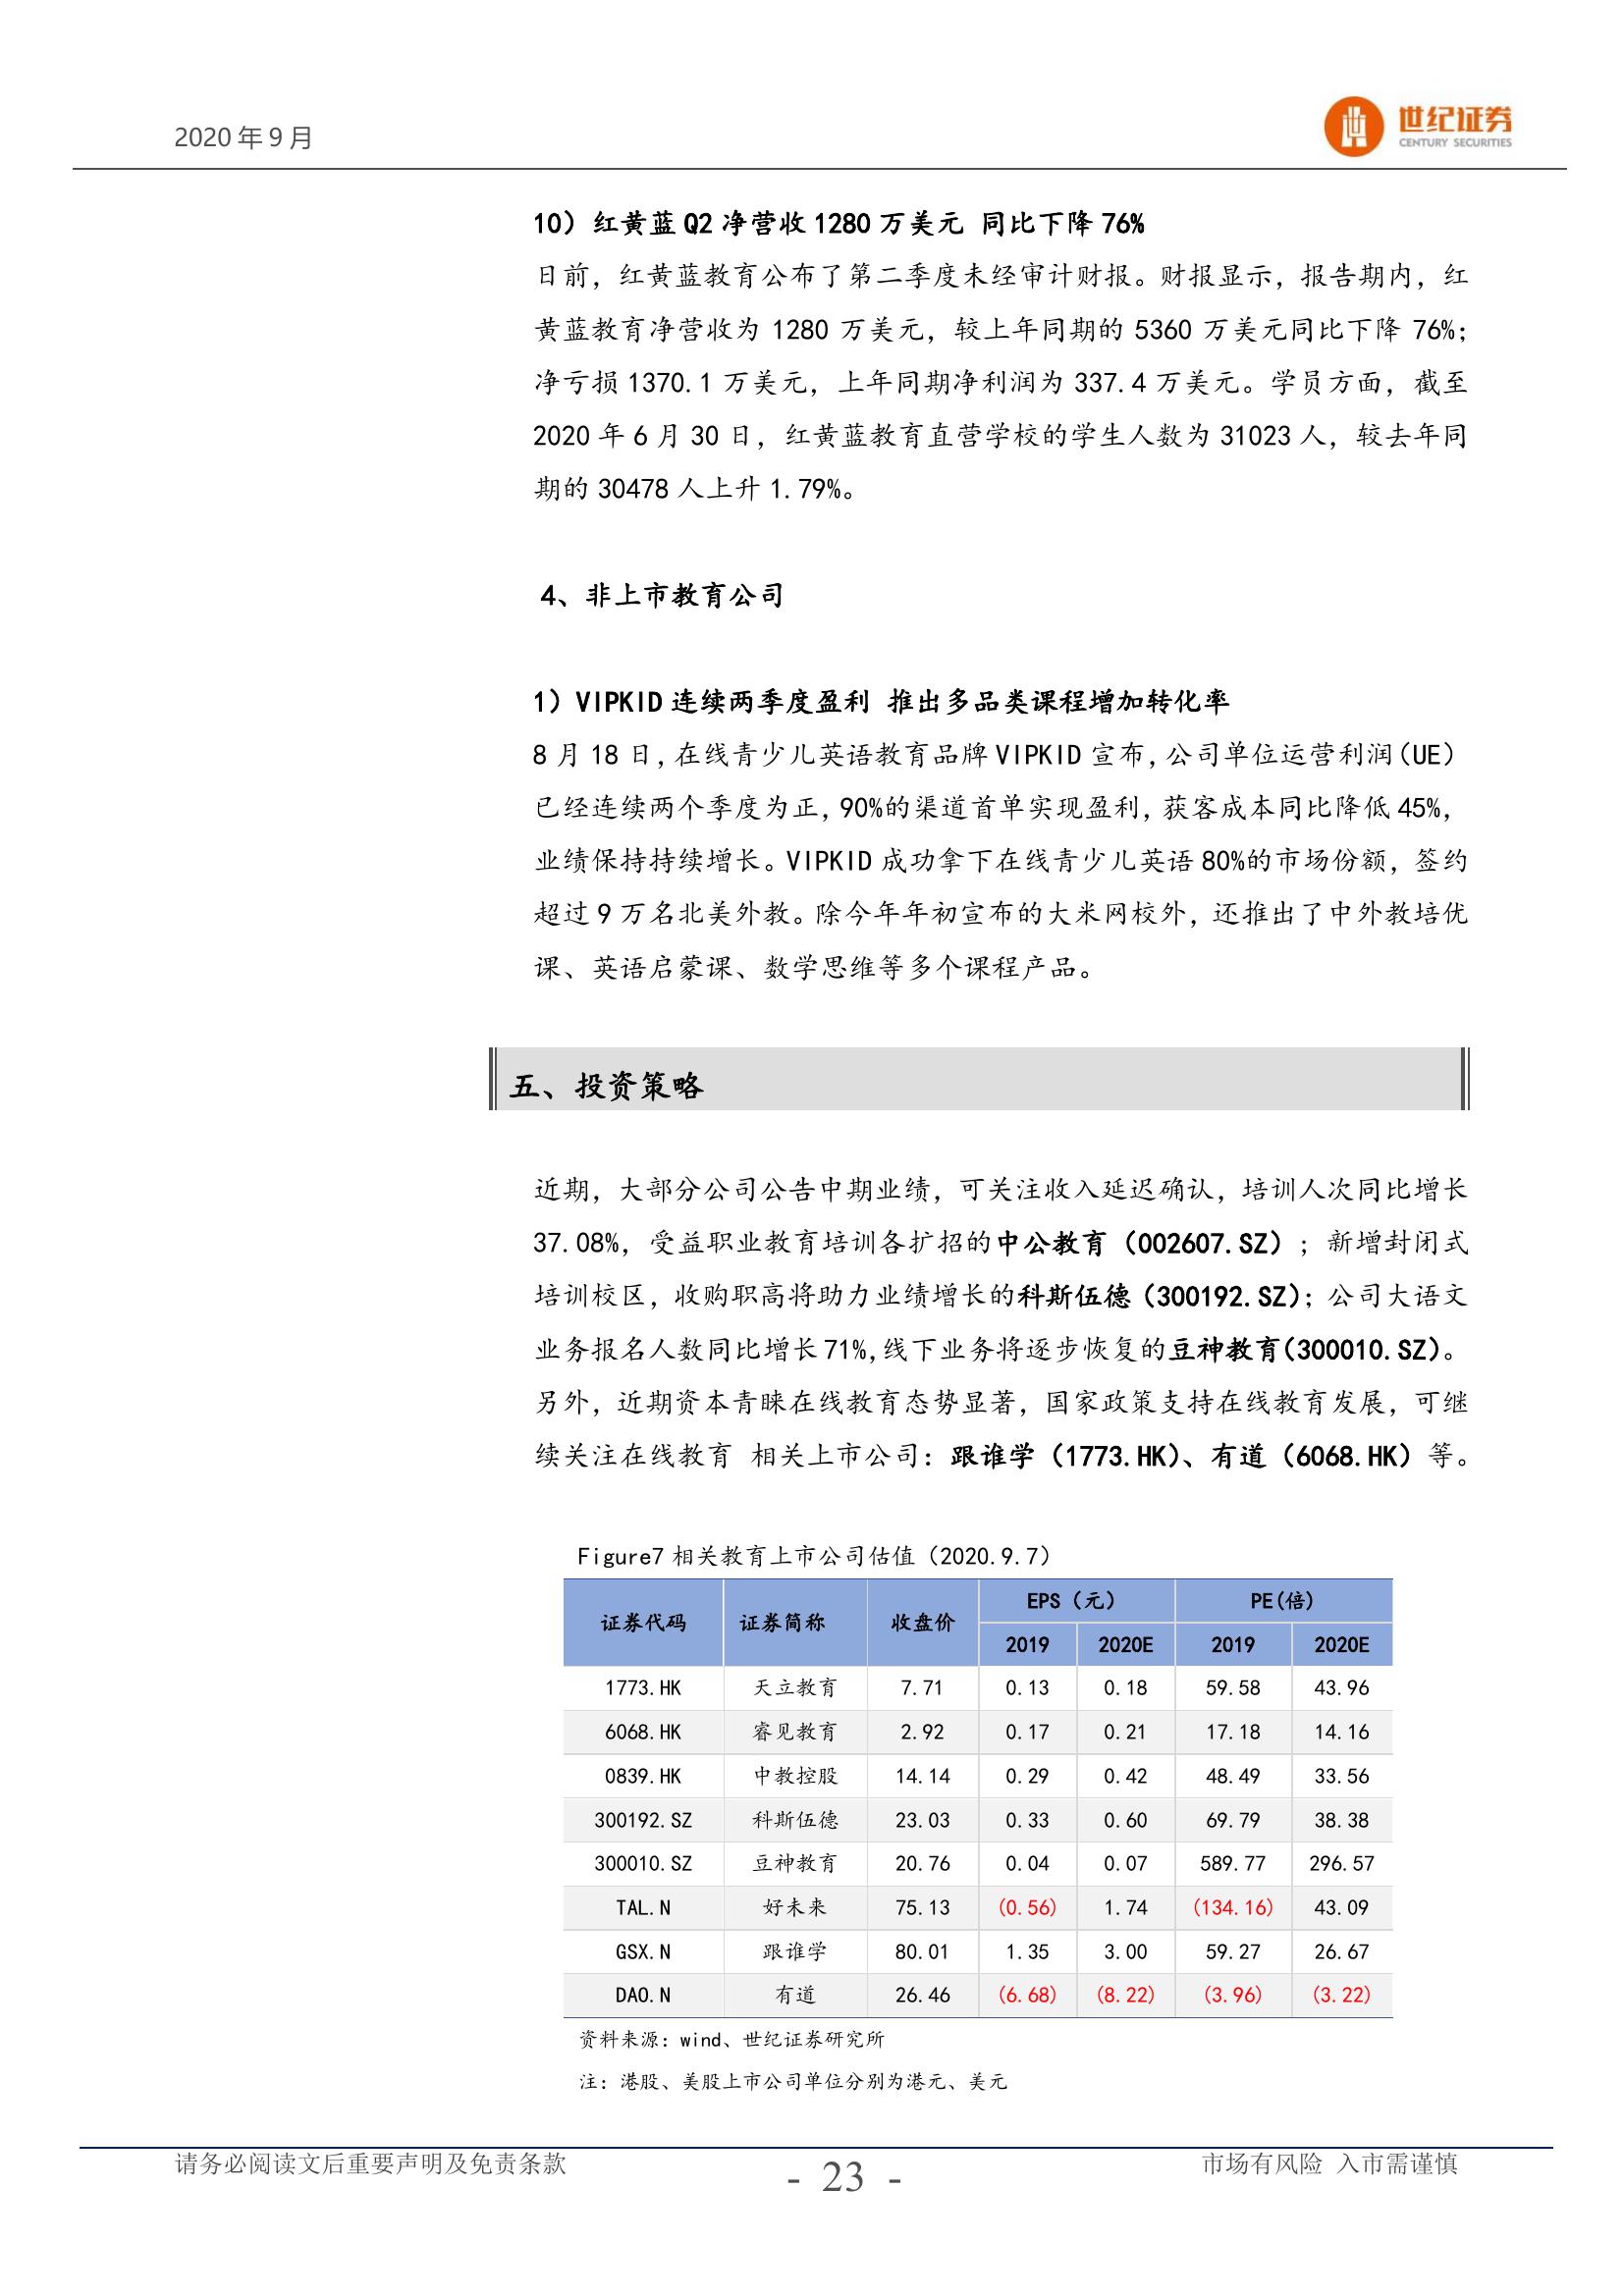 2020 年 9 月
世纪证券
CENTURY SECURITIES
10）红黄蓝 Q2 净营收 1280 万美元 同比下降 76%
日前，红黄蓝教育公布了第二季度未经审计财报。财报显示，报告期内，红
黄蓝教育净营收为 1280 万美元，较上年同期的 5360 万美元同比下降 76%；
净亏损 1370.1 万美元，上年同期净利润为 337.4 万美元。学员方面，截至
2020 年 6 月 30 日，红黄蓝教育直营学校的学生人数为 31023 人，较去年同
期的 30478 人上升 1.79%。
4、非上市教育公司
1）VIPKID 连续两季度盈利 推出多品类课程增加转化率
8 月 18 日，在线青少儿英语教育品牌 VIPKID 宣布，公司单位运营利润（UE）
已经连续两个季度为正，90%的渠道首单实现盈利，获客成本同比降低 45%，
业绩保持持续增长。VIPKID 成功拿下在线青少儿英语 80%的市场份额，签约
超过 9 万名北美外教。除今年年初宣布的大米网校外，还推出了中外教培优
课、英语启蒙课、数学思维等多个课程产品。
五、投资策略
近期，大部分公司公告中期业绩，可关注收入延迟确认，培训人次同比增长
37.08%，受益职业教育培训各扩招的中公教育（002607.SZ）；新增封闭式
培训校区，收购职高将助力业绩增长的科斯伍德（300192.SZ）；公司大语文
业务报名人数同比增长 71%,线下业务将逐步恢复的豆神教育（300010.SZ）。
另外，近期资本青睐在线教育态势显著，国家政策支持在线教育发展，可继
续关注在线教育 相关上市公司：跟谁学（1773.HK）、有道（6068.HK）等。
Figure7 相关教育上市公司估值（2020.9.7）
证券代码 证券简称 收盘价 EPS（元） PE(倍)
2019 2020E 2019 2020E
1773.HK 天立教育 7.71 0.13 0.18 59.58 43.96
6068.HK 睿见教育 2.92 0.17 0.21 17.18 14.16
0839.HK 中教控股 14.14 0.29 0.42 48.49 33.56
300192.SZ 科斯伍德 23.03 0.33 0.60 69.79 38.38
300010.SZ 豆神教育 20.76 0.04 0.07 589.77 296.57
TAL.N 好未来 75.13 (0.56) 1.74 (134.16) 43.09
GSX.N 跟谁学 80.01 1.35 3.00 59.27 26.67
DAO.N 有道 26.46 (6.68) (8.22) (3.96) (3.22)
资料来源：wind、世纪证券研究所
注：港股、美股上市公司单位分别为港元、美元
请务必阅读文后重要声明及免责条款
- 23 -
市场有风险 入市需谨慎